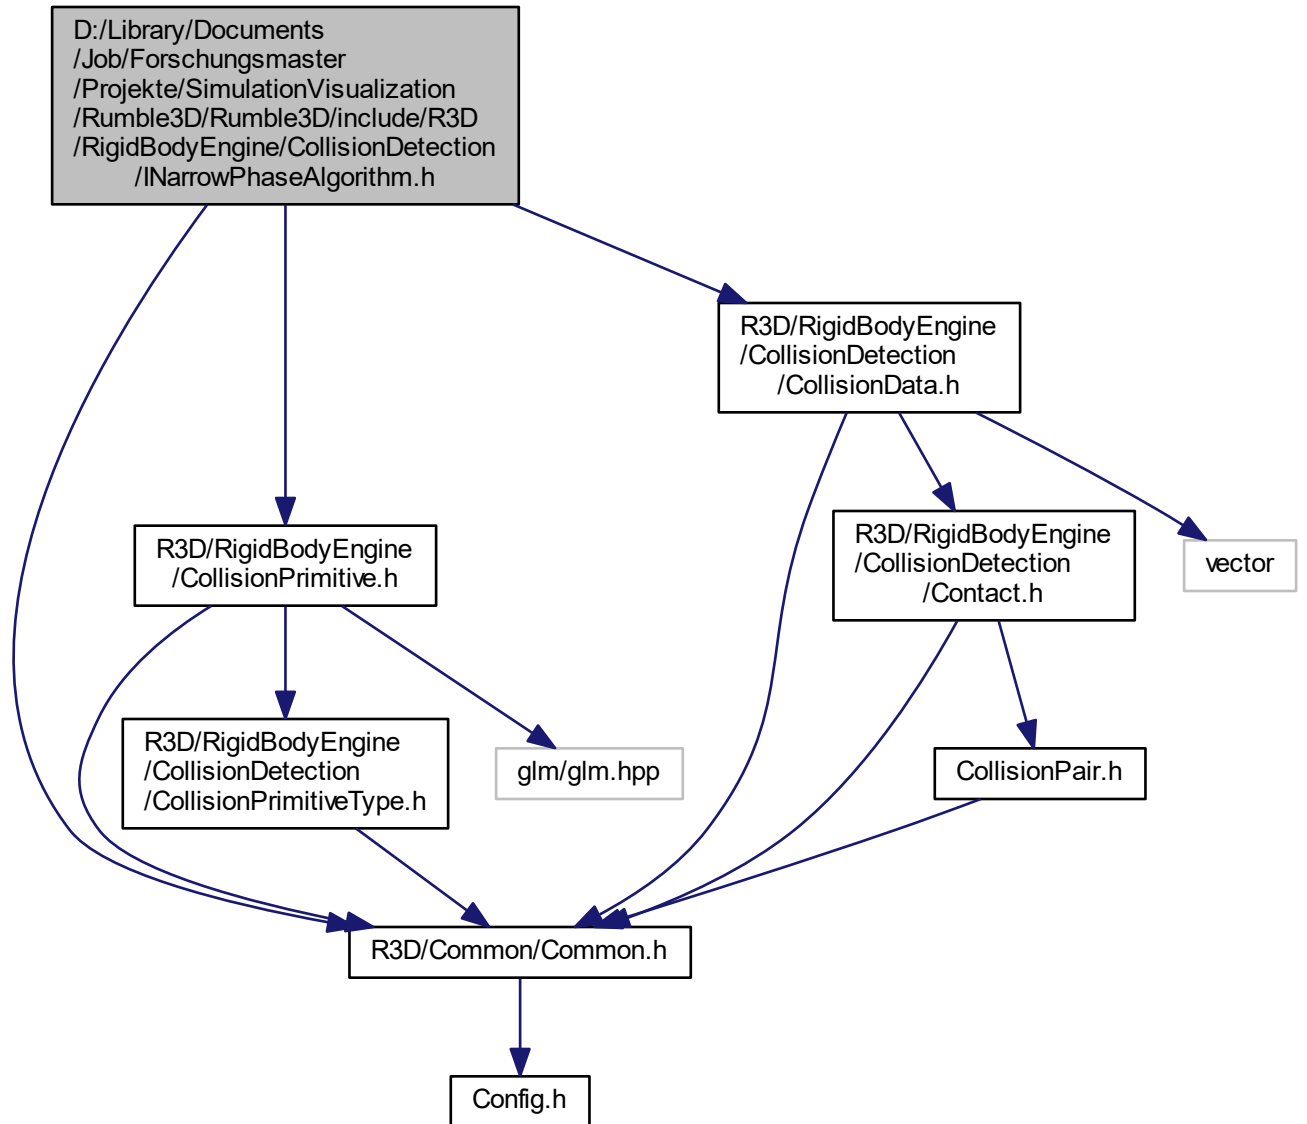 D:/Library/Documents
/Job/Forschungsmaster
/Projekte/SimulationVisualization
/Rumble3D/Rumble3D/include/R3D
/RigidBodyEngine/CollisionDetection
/INarrowPhaseAlgorithm.h
R3D/RigidBodyEngine
/CollisionDetection
/CollisionData.h
R3D/RigidBodyEngine
/CollisionPrimitive.h
R3D/RigidBodyEngine
/CollisionDetection
/Contact.h
vector
R3D/RigidBodyEngine
/CollisionDetection
/CollisionPrimitiveType.h
glm/glm.hpp
CollisionPair.h
R3D/Common/Common.h
Config.h